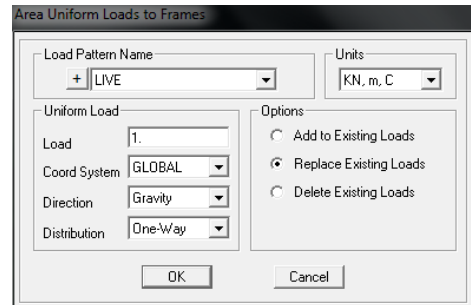 Area Uniform Loads to Frames
Load Pattern Name
+ LIVE
Units
KN, m, C
Uniform Load
Load 1.
Coord System GLOBAL
Direction Gravity
Distribution One-Way
Options
Add to Existing Loads
Replace Existing Loads
Delete Existing Loads
OK Cancel